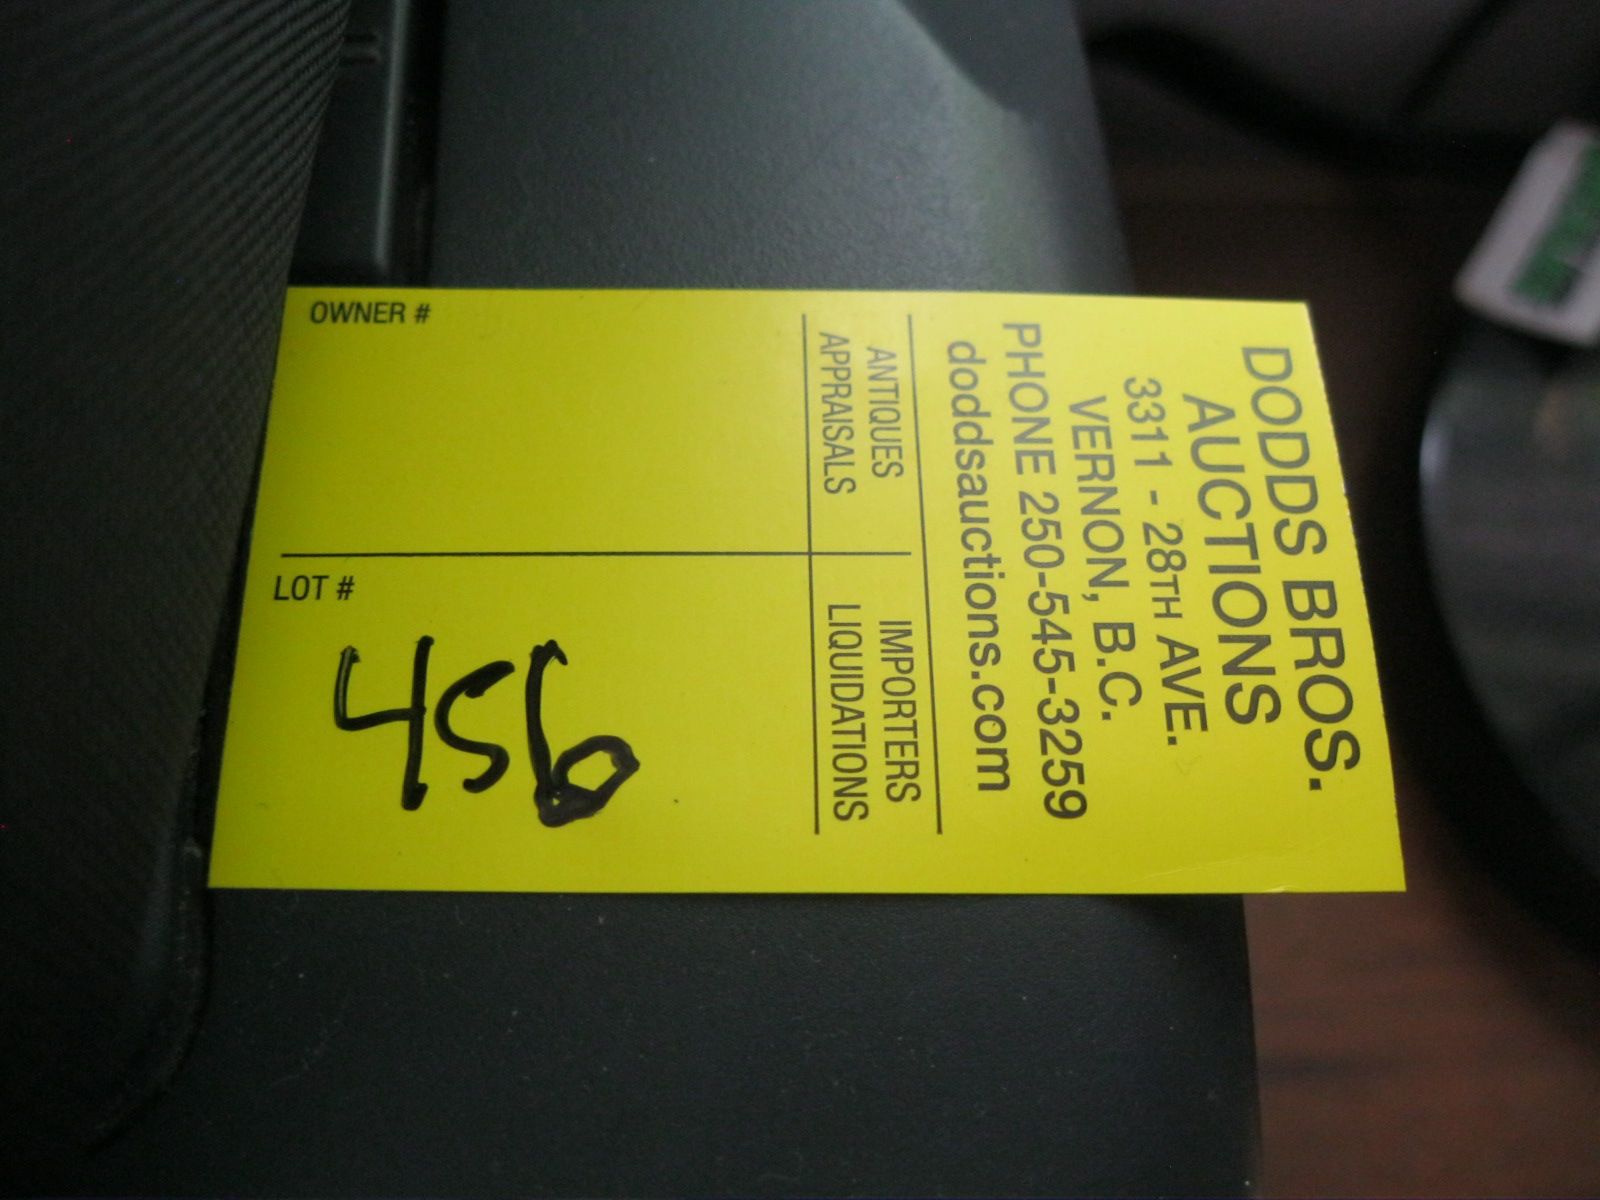 DODDS BROS.
AUCTIONS
3311 - 28TH AVE.
VERNON, B.C.
PHONE 250-545-3259
doddsauctions.com
ANTIQUES IMPORTERS
APPRAISALS LIQUIDATIONS
OWNER #
LOT #
456